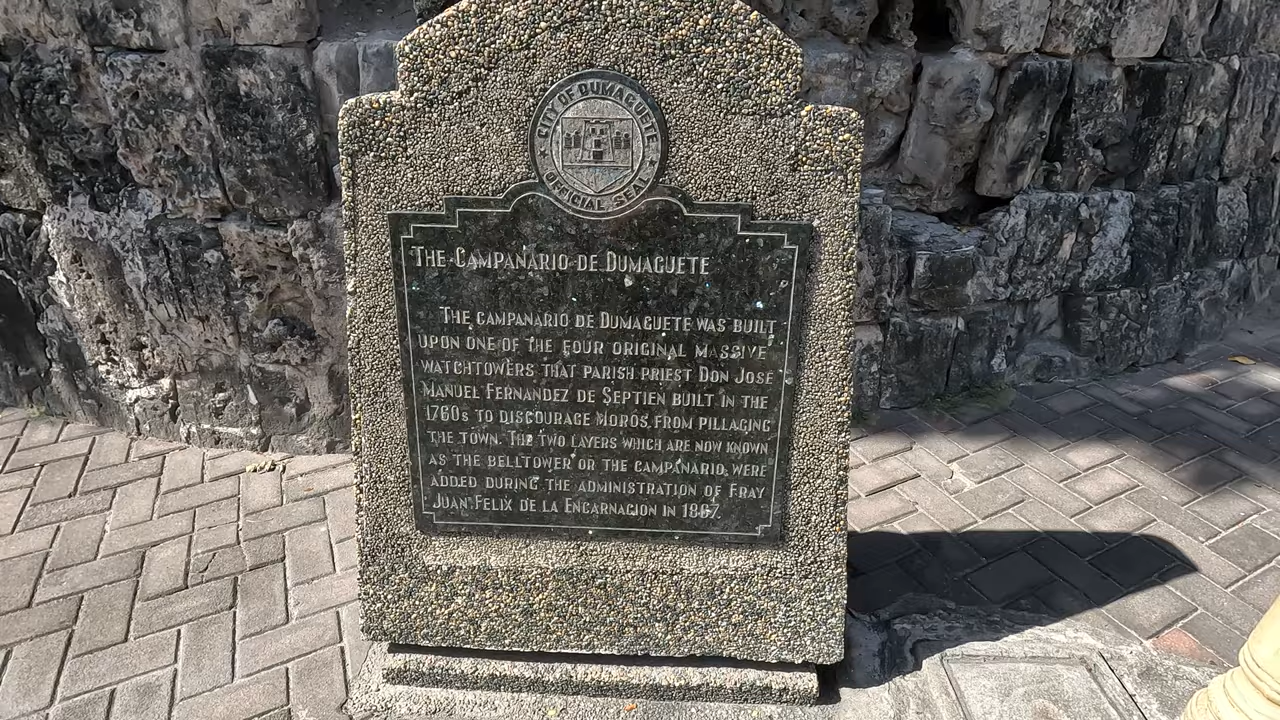 CITY OF DUMAGUETE
OFFICIAL SEAL
THE CAMPANARIO DE DUMAGUETE
THE CAMPANARIO DE DUMAGUETE WAS BUILT
UPON ONE OF THE FOUR ORIGINAL MASSIVE
WATCHTOWERS THAT PARISH PRIEST DON JOSE
MANUEL FERNANDEZ DE SEPTIEN BUILT IN THE
1760S TO DISCOURAGE MOROS FROM PILLAGING
THE TOWN. THE TWO LAYERS WHICH ARE NOW KNOWN
AS THE BELLTOWER OR THE CAMPANARIO, WERE
ADDED DURING THE ADMINISTRATION OF FRAY
JUAN FELIX DE LA ENCARNACION IN 1867.